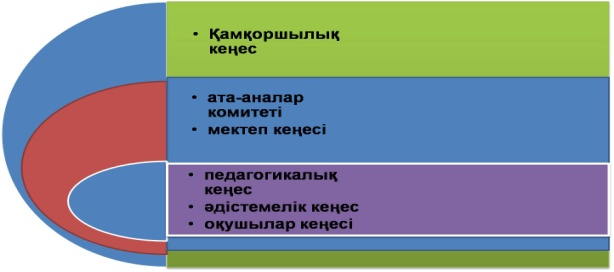 • Қамқоршылық
кеңес
• ата-аналар
комитеті
• мектеп кеңесі
• педагогикалық
кеңес
• әдістемелік кеңес
• оқушылар кеңесі